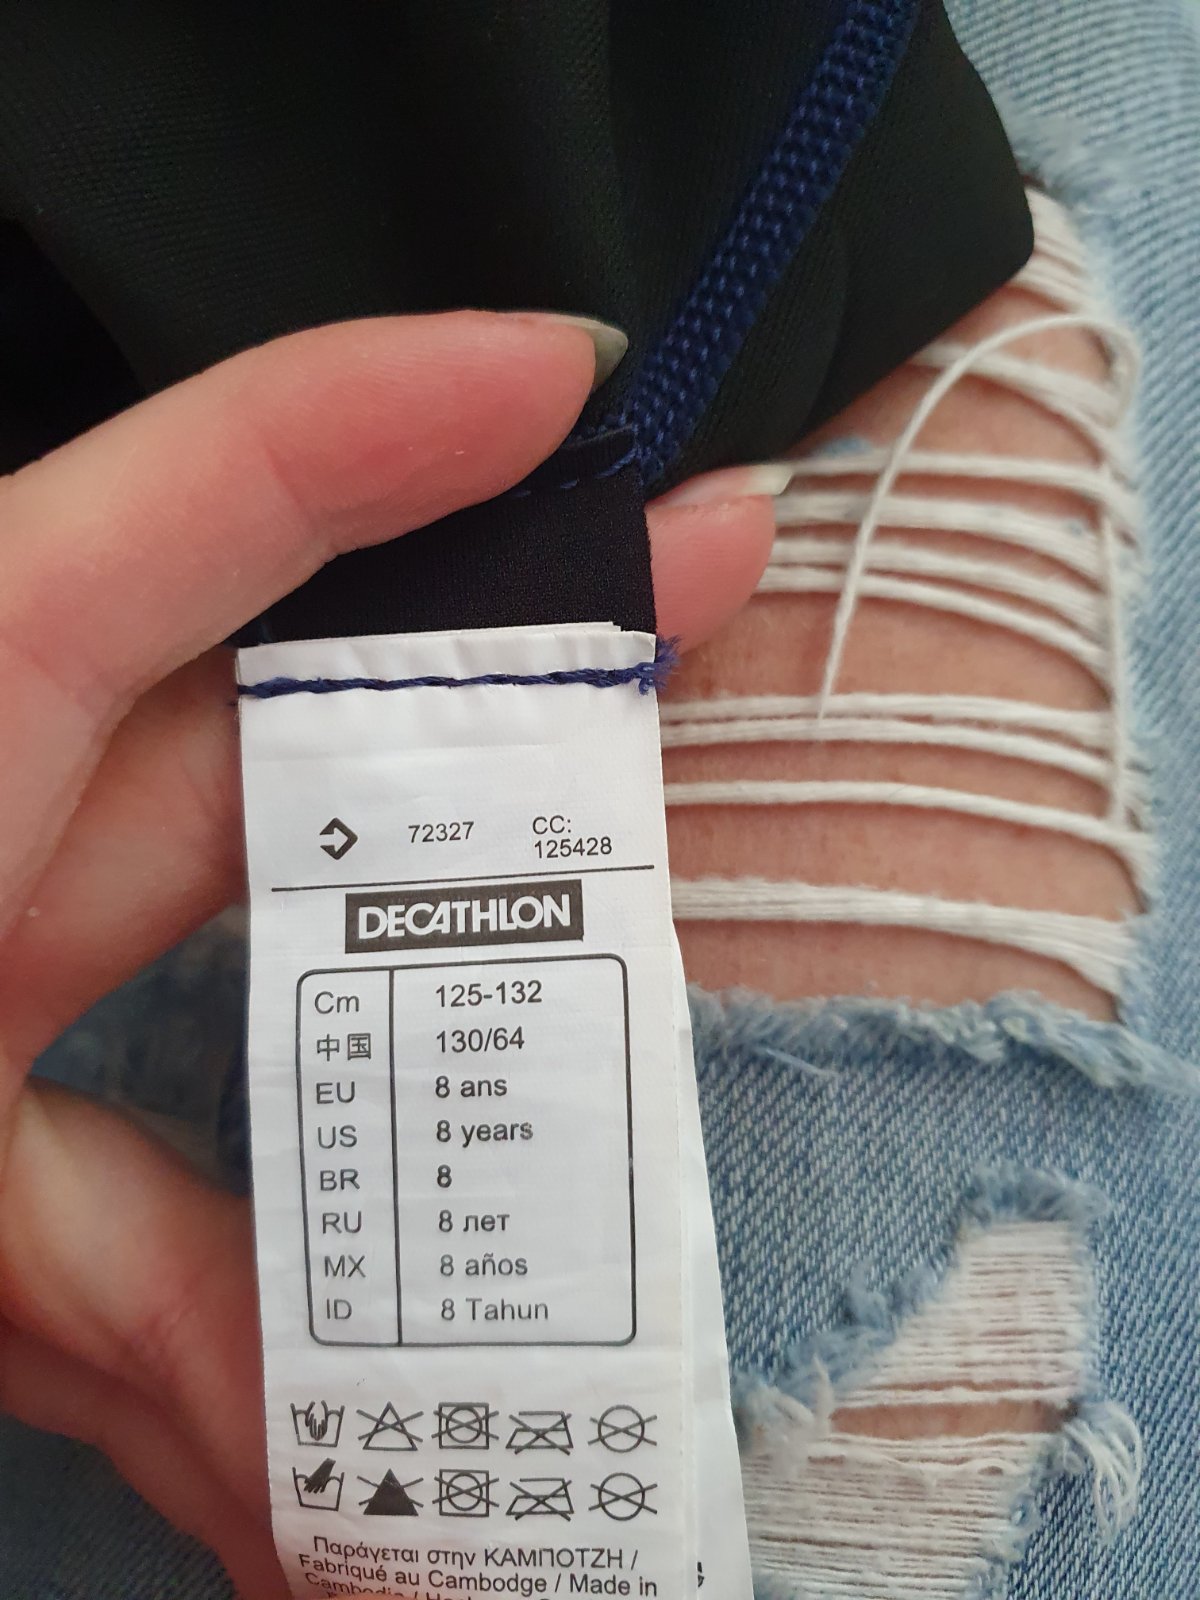 72327
CC:
125428
DECATHLON
Cm 125-132
中国 130/64
EU 8 ans
US 8 years
BR 8
RU 8 лет
MX 8 años
ID 8 Tahun
Παράγεται στην ΚΑΜΠΟΤΖΗ /
Fabriqué au Cambodge / Made in
Cambodia /